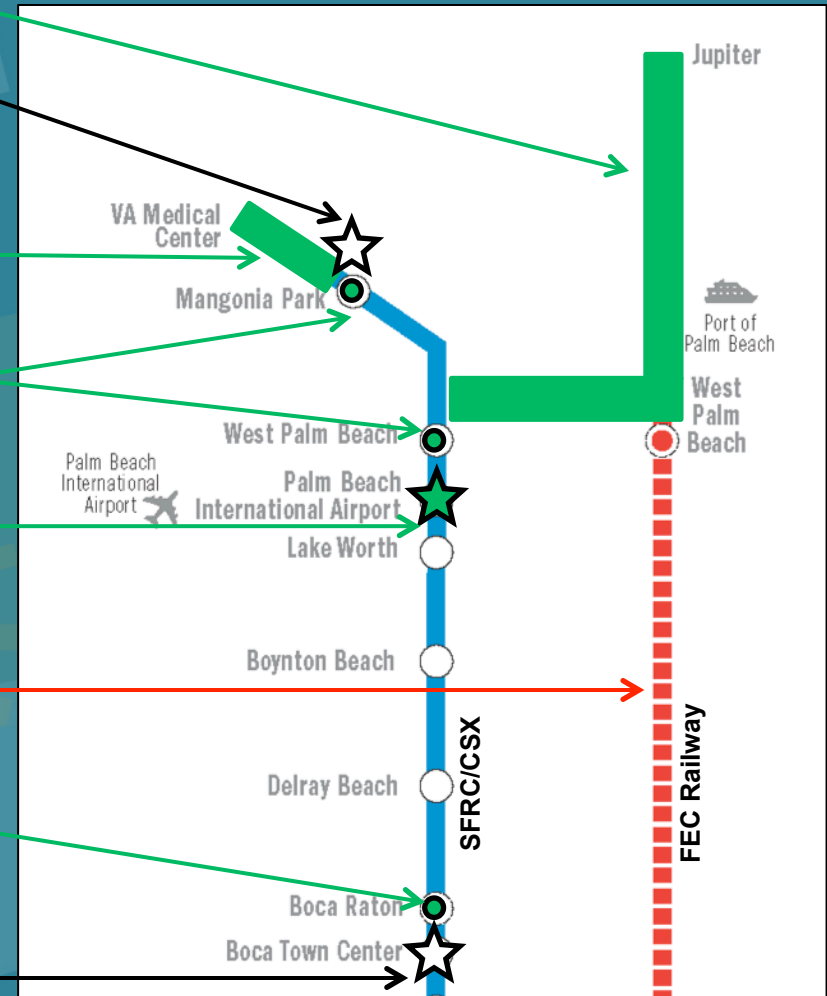 Jupiter
VA Medical
Center
Mangonia Park
Port of
Palm Beach
West
Palm
Beach
West Palm Beach
Palm Beach
International
Airport
Palm Beach
International Airport
Lake Worth
Boynton Beach
SFRC/CSX
FEC Railway
Delray Beach
Boca Raton
Boca Town Center